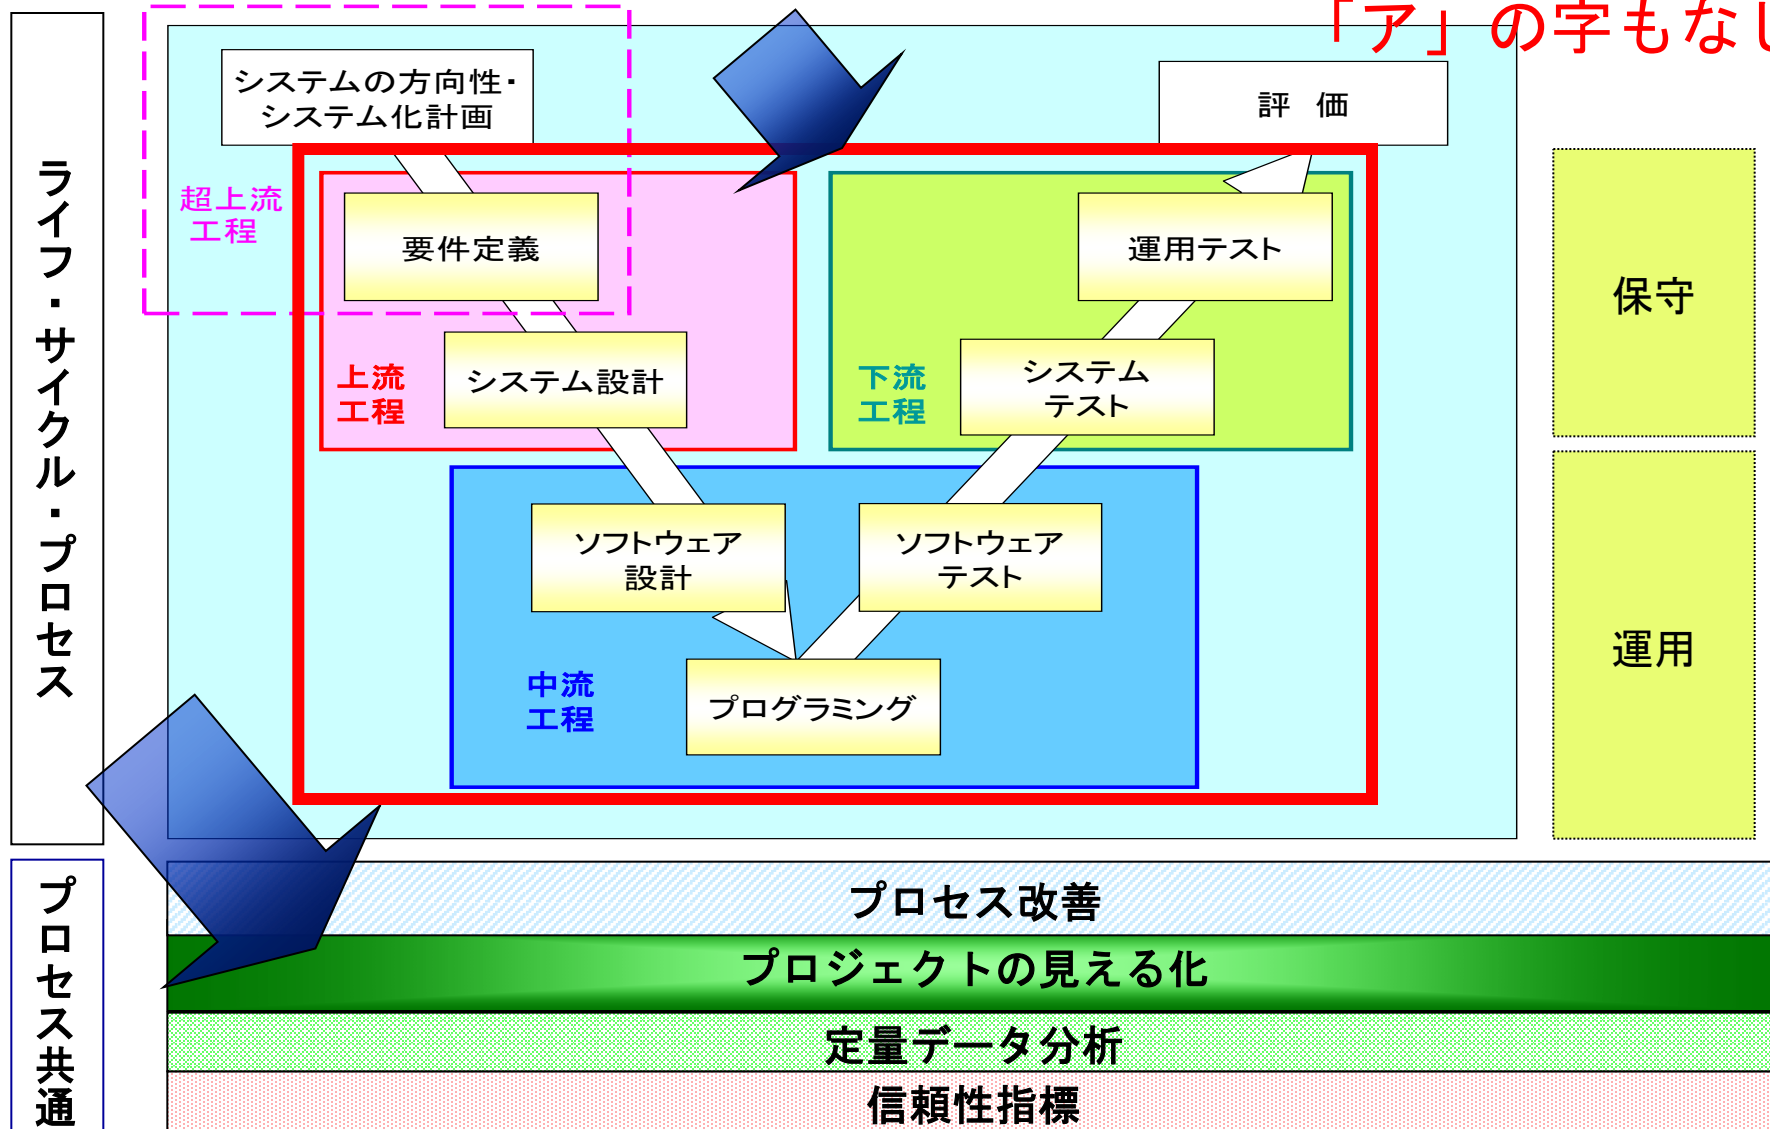 「ア」の字もなし
システムの方向性・
システム化計画
評 価
ライフ・サイクル・プロセス
超上流
工程
要件定義
運用テスト
保守
上流
工程
システム設計
下流
工程
システム
テスト
ソフトウェア
設計
ソフトウェア
テスト
運用
中流
工程
プログラミング
プロセス共通
プロセス改善
プロジェクトの見える化
定量データ分析
信頼性指標